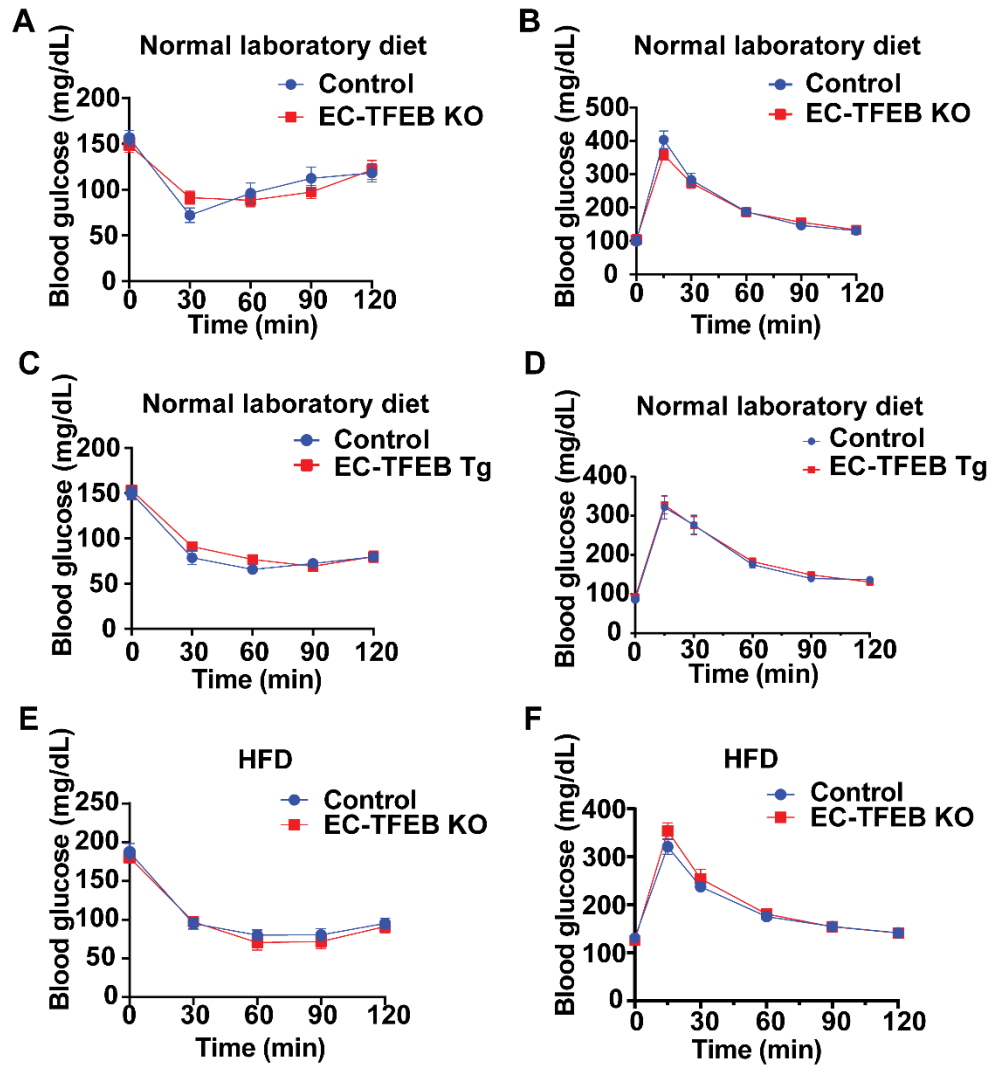 A
Normal laboratory diet
Control
EC-TFEB KO
Blood gulcose (mg/dL)
200
150
100
50
0
0 30 60 90 120
Time (min)
B
Normal laboratory diet
Control
EC-TFEB KO
Blood glucose (mg/dL)
500
400
300
200
100
0
0 30 60 90 120
Time (min)
C
Normal laboratory diet
Control
EC-TFEB Tg
Blood glucose (mg/dL)
200
150
100
50
0
0 30 60 90 120
Time (min)
D
Normal laboratory diet
Control
EC-TFEB Tg
Blood glucose (mg/dL)
400
300
200
100
0
0 30 60 90 120
Time (min)
E
HFD
Control
EC-TFEB KO
Blood glucose (mg/dL)
250
200
150
100
50
0
0 30 60 90 120
Time (min)
F
HFD
Control
EC-TFEB KO
Blood glucose (mg/dL)
400
300
200
100
0
0 30 60 90 120
Time (min)